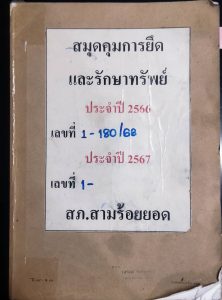 สมุดคุมการยึด
และรักษาทรัพย์
ประจำปี 2566
เลขที่ 1-180/66
ประจำปี 2567
เลขที่ 1-
สภ.สามร้อยยอด